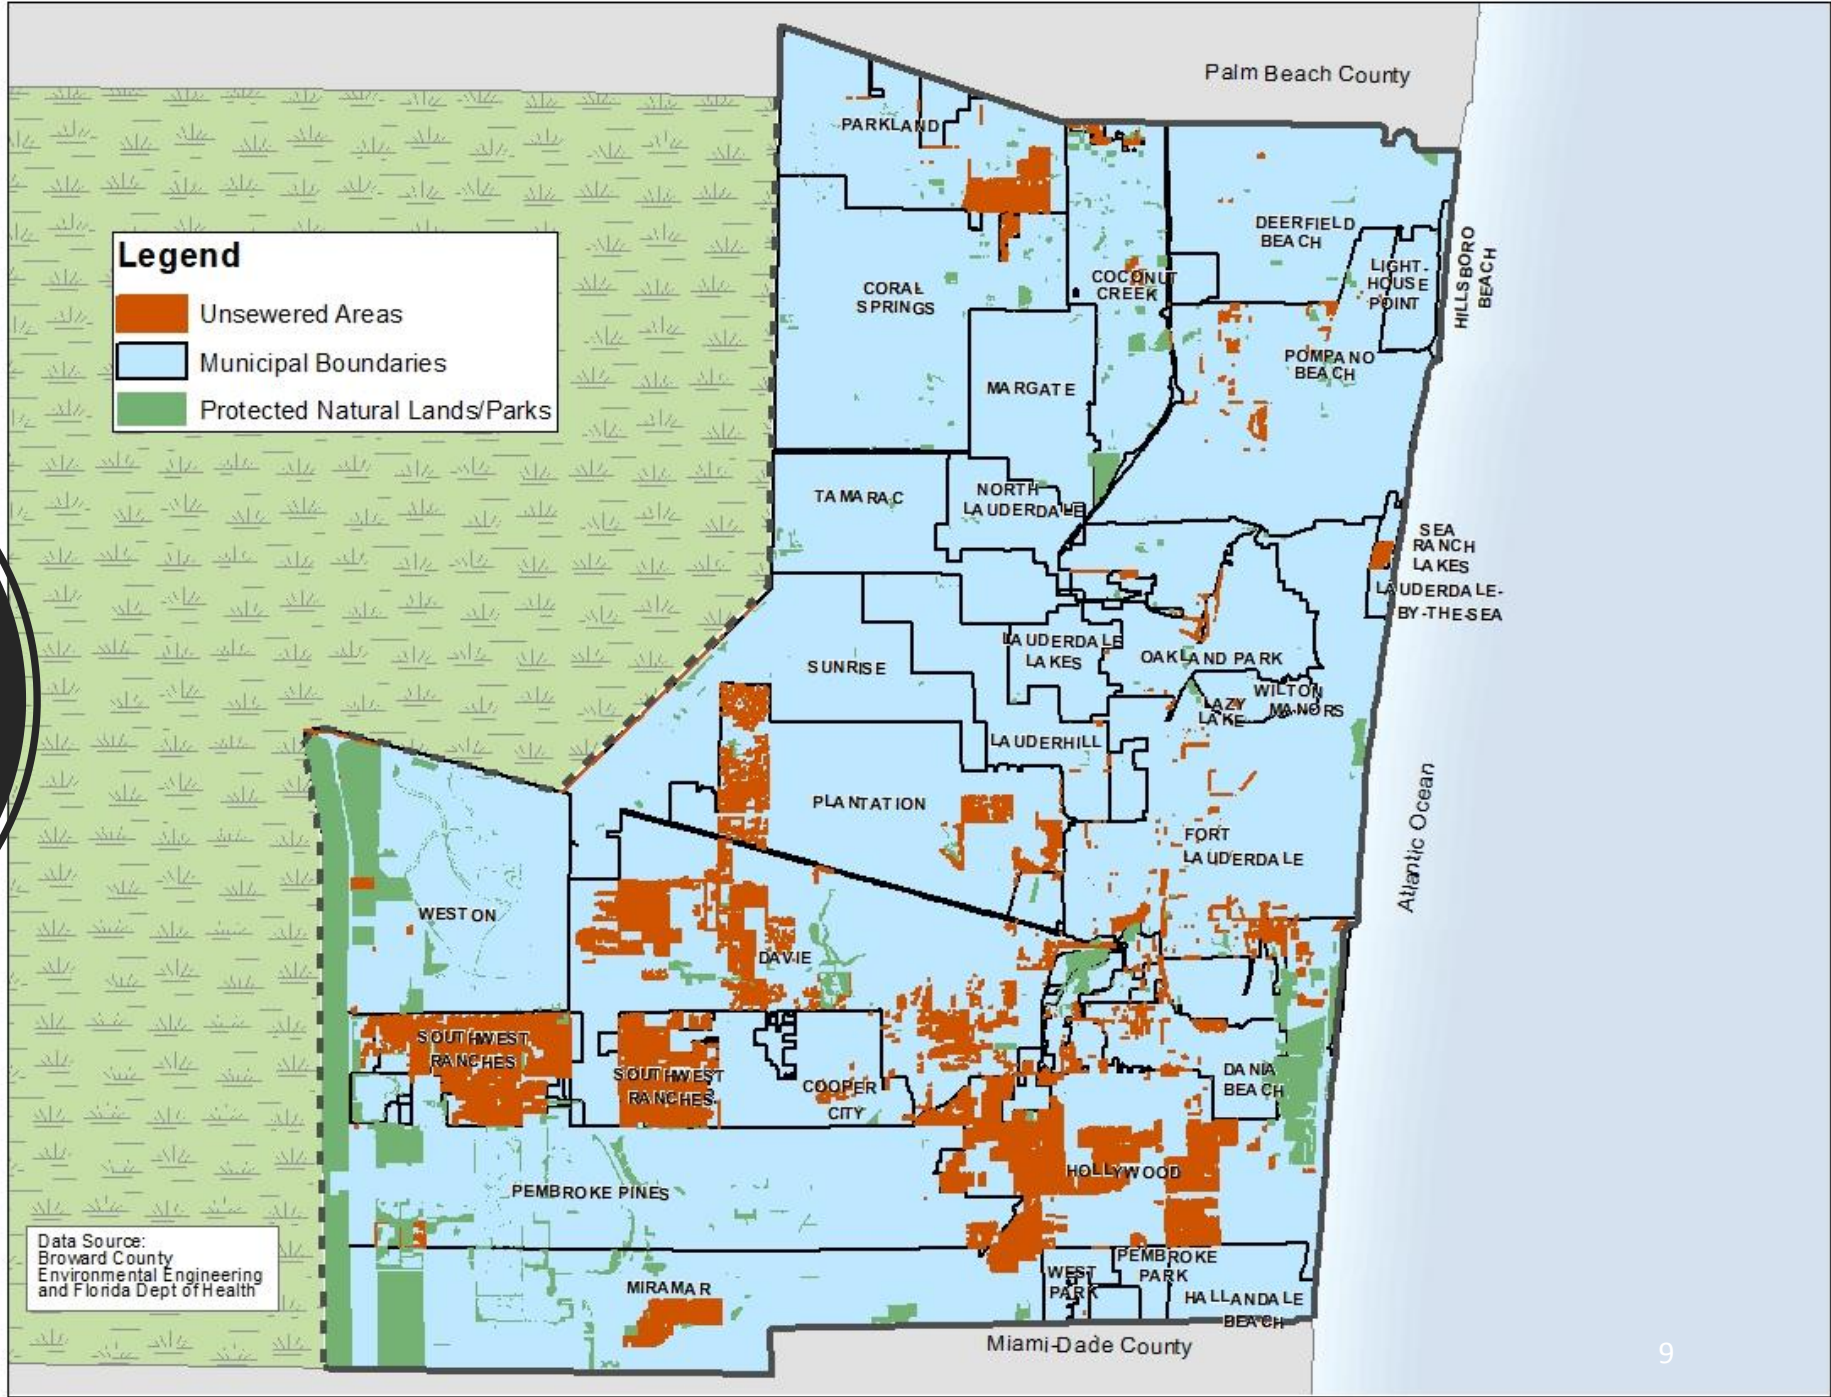 Palm Beach County
PARKLAND
DEERFIELD
BEACH
HILLSBORO
BEACH
LIGHT-
HOUSE
POINT
Legend
Unsewered Areas
Municipal Boundaries
Protected Natural Lands/Parks
CORAL
SPRINGS
COCONUT
CREEK
POMPANO
BEACH
MARGATE
TAMARAC
NORTH
LAUDERDALE
SEA
RANCH
LAKES
LAUDERDALE-
BY-THE-SEA
LAUDERDALE
LAKES
OAKLAND PARK
SUNRISE
WILTON
MANORS
LAZY
LAKE
LAUDERHILL
PLANTATION
FORT
LAUDERDALE
Atlantic Ocean
WESTON
DAVIE
SOUTHWEST
RANCHES
SOUTHWEST
RANCHES
COOPER
CITY
DANIA
BEACH
HOLLYWOOD
PEMBROKE PINES
Data Source:
Broward County
Environmental Engineering
and Florida Dept of Health
MIRAMAR
WEST
PARK
PEMBROKE
PARK
HALLANDALE
BEACH
Miami-Dade County
9